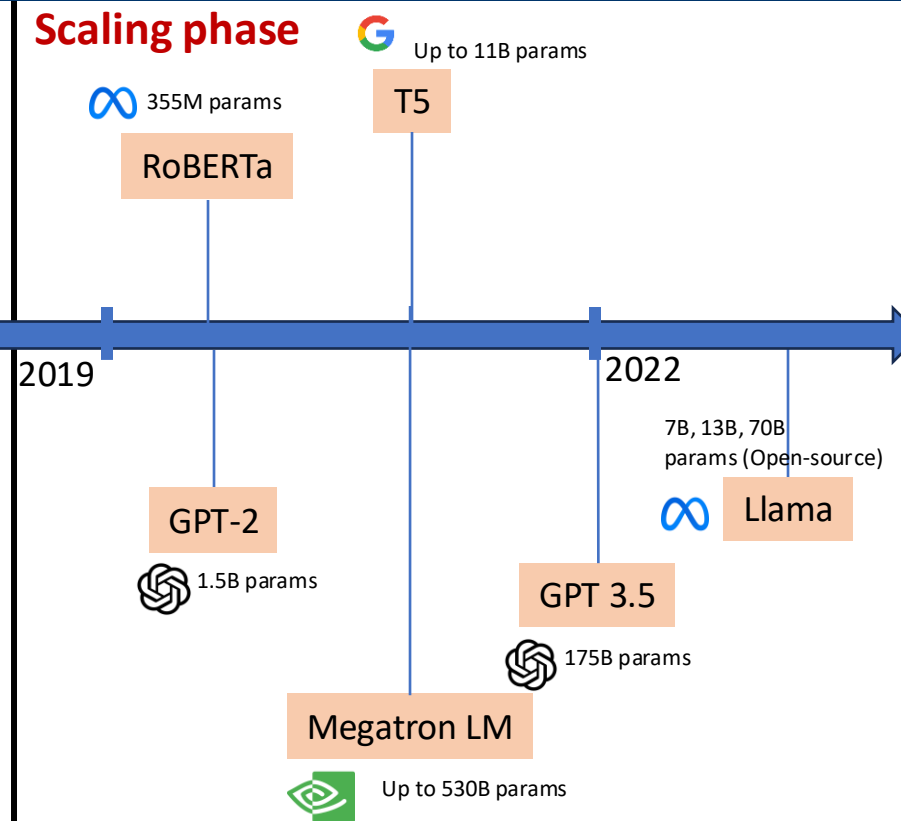 Scaling phase
Up to 11B params
T5
355M params
RoBERTa
2019
2022
7B, 13B, 70B
params (Open-source)
Llama
GPT-2
1.5B params
GPT 3.5
175B params
Megatron LM
Up to 530B params